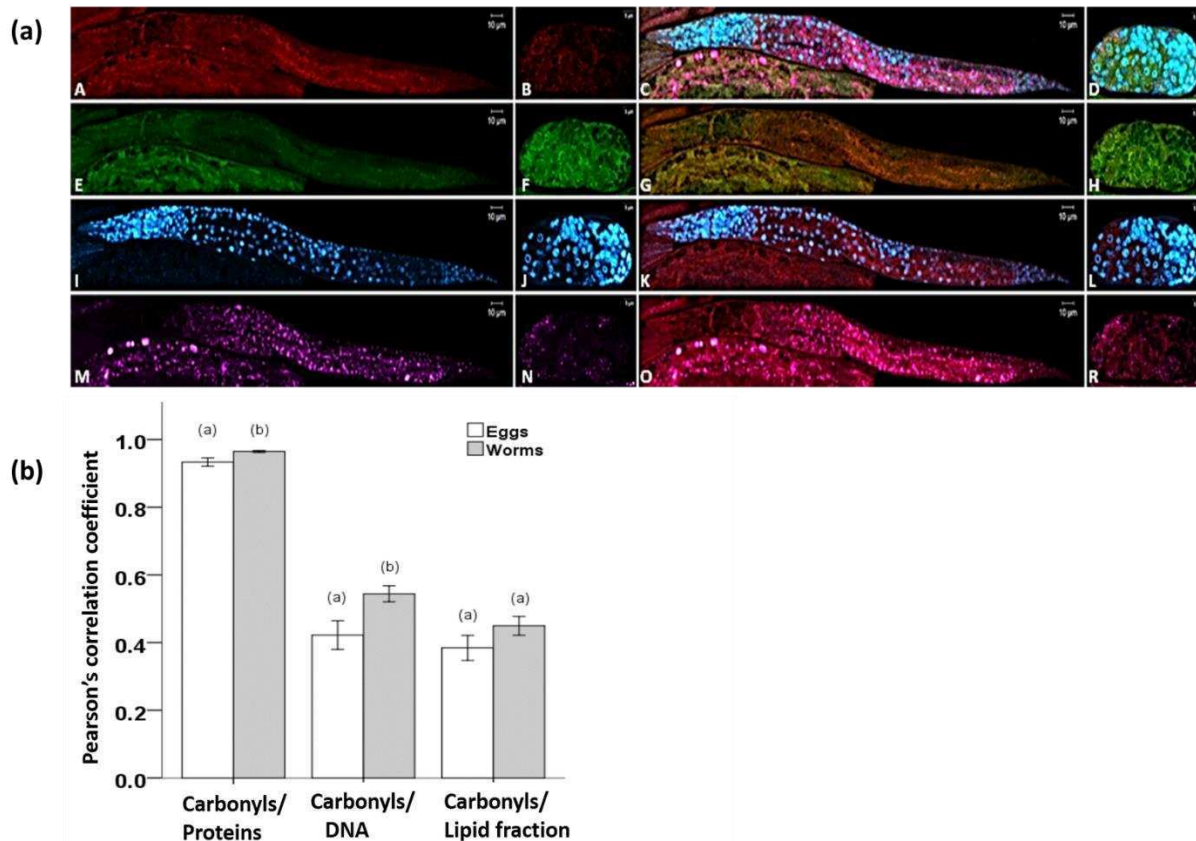 (a)
A
10 µm
B
C
10 µm
D
E
10 µm
F
G
10 µm
H
I
10 µm
J
K
10 µm
L
M
10 µm
N
O
10 µm
R
(b)
Pearson's correlation coefficient
1.0
0.8
0.6
0.4
0.2
0.0
(a)
(b)
(a)
(b)
(a)
(a)
Eggs
Worms
Carbonyls/
Proteins
Carbonyls/
DNA
Carbonyls/
Lipid fraction